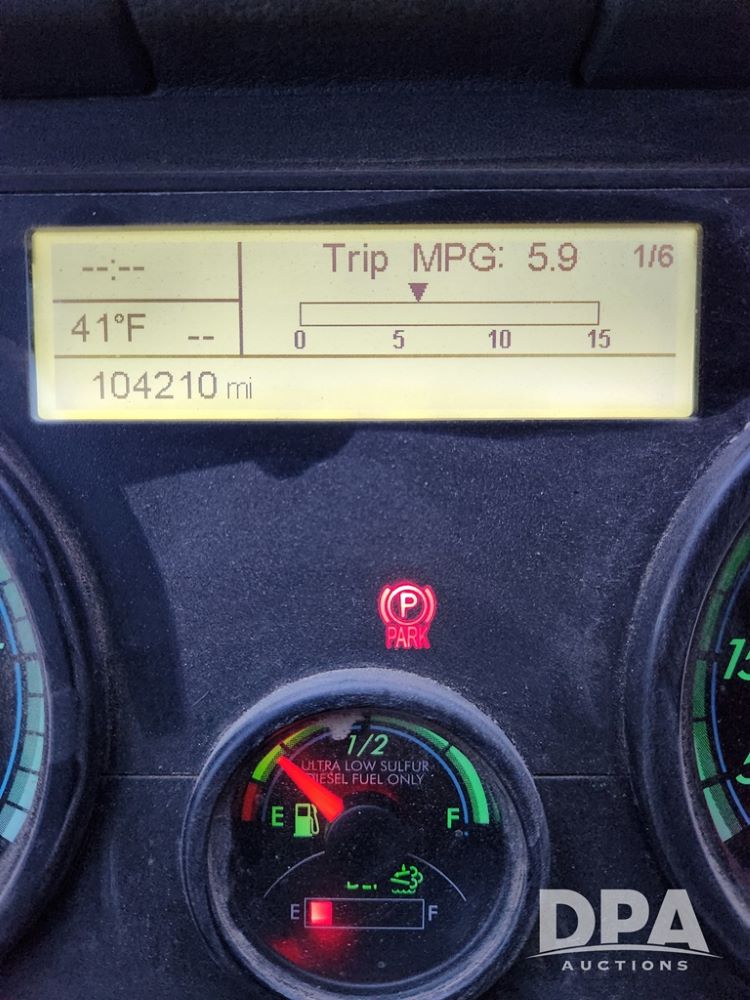 --:--
Trip MPG: 5.9 1/6
41°F --
0 5 10 15
104210 mi
P
PARK
1/2
ULTRA LOW SULFUR
DIESEL FUEL ONLY
E F
E F
DPA
AUCTIONS